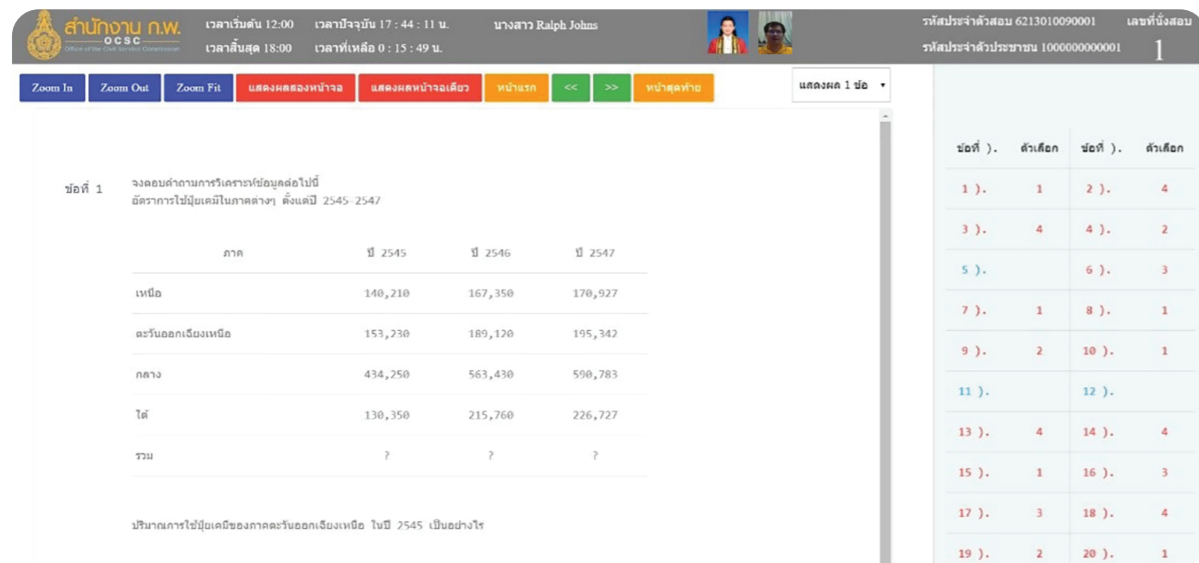 สำนักงาน ก.พ.
OCSC
Office of the Civil Service Commission
เวลาเริ่มต้น 12:00 เวลาปัจจุบัน 17 : 44 : 11 น. นางสาว Ralph Johns
เวลาสิ้นสุด 18:00 เวลาที่เหลือ 0 : 15 : 49 น.
รหัสประจำตัวสอบ 6213010090001 เลขที่นั่งสอบ
รหัสประจำตัวประชาชน 1000000000001 1
Zoom In Zoom Out Zoom Fit แสดงผลสองหน้าจอ แสดงผลหน้าจอเดียว หน้าแรก << >> หน้าสุดท้าย แสดงผล 1 ข้อ
ข้อที่ 1 จงตอบคำถามการวิเคราะห์ข้อมูลต่อไปนี้
อัตราการใช้ปุ๋ยเคมีในภาคต่างๆ ตั้งแต่ปี 2545-2547
ภาค ปี 2545 ปี 2546 ปี 2547
เหนือ 140,210 167,350 170,927
ตะวันออกเฉียงเหนือ 153,230 189,120 195,342
กลาง 434,250 563,430 590,783
ใต้ 130,350 215,760 226,727
รวม ? ? ?
ปริมาณการใช้ปุ๋ยเคมีของภาคตะวันออกเฉียงเหนือ ในปี 2545 เป็นอย่างไร
ข้อที่ ). ตัวเลือก ข้อที่ ). ตัวเลือก
1 ). 1 2 ). 4
3 ). 4 4 ). 2
5 ). 6 ). 3
7 ). 1 8 ). 1
9 ). 2 10 ). 1
11 ). 12 ).
13 ). 4 14 ). 4
15 ). 1 16 ). 3
17 ). 3 18 ). 4
19 ). 2 20 ). 1